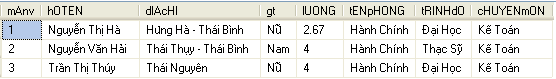 mAnv hOTEN dIAcHI gt lUONG tENpHONG tRINHdO cHUYENmON
1 Nguyễn Thị Hà Hưng Hà - Thái Bình Nữ 2.67 Hành Chính Đại Học Kế Toán
2 Nguyễn Văn Hải Thái Thụy - Thái Bình Nam 4 Hành Chính Thạc Sỹ Kế Toán
3 Trần Thị Thúy Thái Nguyên Nữ 4 Hành Chính Đại Học Kế Toán